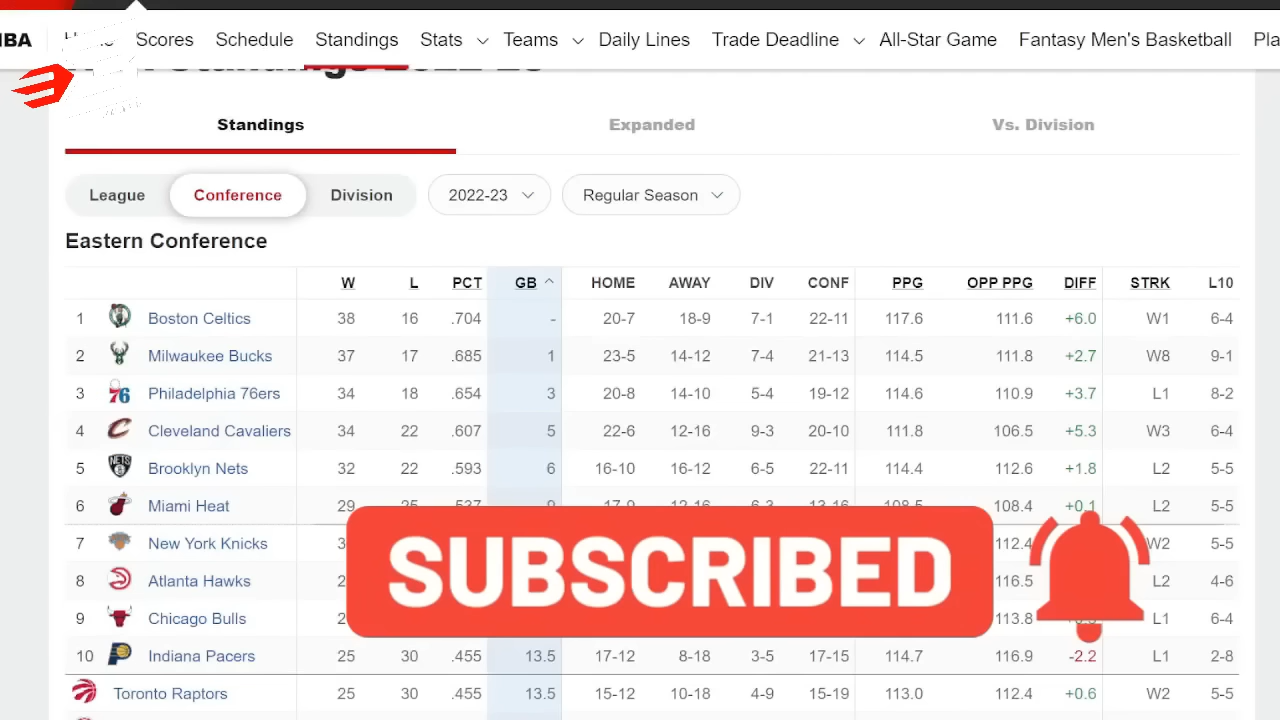 Scores Schedule Standings Stats Teams Daily Lines Trade Deadline All-Star Game Fantasy Men's Basketball
Standings Expanded Vs. Division
League Conference Division 2022-23 Regular Season
Eastern Conference
W L PCT GB HOME AWAY DIV CONF PPG OPP PPG DIFF STRK L10
1 Boston Celtics 38 16 .704 - 20-7 18-9 7-1 22-11 117.6 111.6 +6.0 W1 6-4
2 Milwaukee Bucks 37 17 .685 1 23-5 14-12 7-4 21-13 114.5 111.8 +2.7 W8 9-1
3 Philadelphia 76ers 34 18 .654 3 20-8 14-10 5-4 19-12 114.6 110.9 +3.7 L1 8-2
4 Cleveland Cavaliers 34 22 .607 5 22-6 12-16 9-3 20-10 111.8 106.5 +5.3 W3 6-4
5 Brooklyn Nets 32 22 .593 6 16-10 16-12 6-5 22-11 114.4 112.6 +1.8 L2 5-5
6 Miami Heat 29 108.4 +0.1 L2 5-5
7 New York Knicks 112.4 W2 5-5
8 Atlanta Hawks 116.5 L2 4-6
9 Chicago Bulls 113.8 L1 6-4
SUBSCRIBED
10 Indiana Pacers 25 30 .455 13.5 17-12 8-18 3-5 17-15 114.7 116.9 -2.2 L1 2-8
Toronto Raptors 25 30 .455 13.5 15-12 10-18 4-9 15-19 113.0 112.4 +0.6 W2 5-5